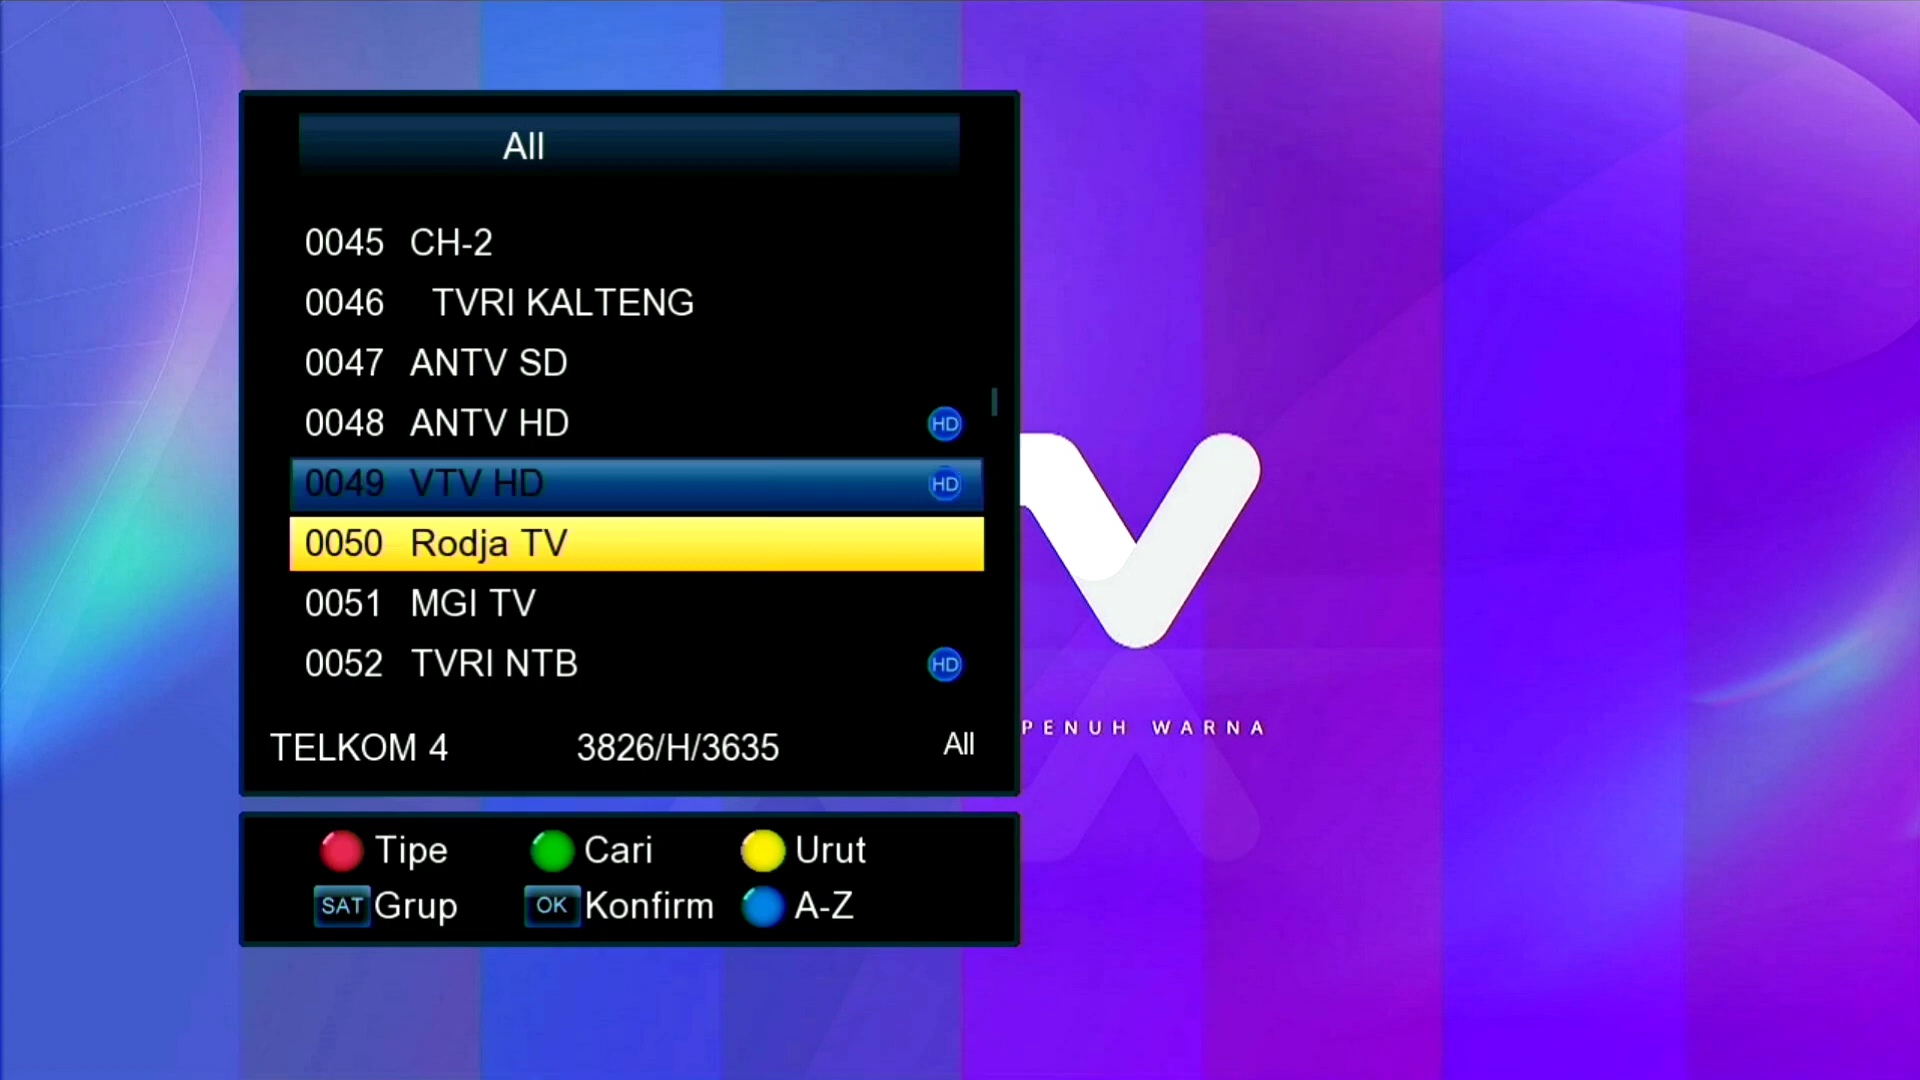 All
0045 CH-2
0046 TVRI KALTENG
0047 ANTV SD
0048 ANTV HD HD
0049 VTV HD HD
0050 Rodja TV
0051 MGI TV
0052 TVRI NTB HD
TELKOM 4 3826/H/3635 All
PENUH WARNA
Tipe Cari Urut
SAT Grup OK Konfirm A-Z